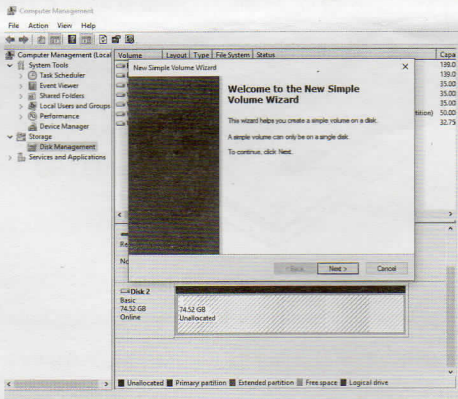 Computer Management
File Action View Help
Computer Management (Local
System Tools
Task Scheduler
Event Viewer
Shared Folders
Local Users and Groups
Performance
Device Manager
Storage
Disk Management
Services and Applications
Volume Layout Type File System Status Capa
139.0
139.0
35.00
35.00
35.00
tition) 50.00
32.75
New Simple Volume Wizard
Welcome to the New Simple
Volume Wizard
This wizard helps you create a simple volume on a disk.
A simple volume can only be on a single disk.
To continue, click Next.
< Back Next > Cancel
Re
No
Disk 2
Basic
74.52 GB
Online
74.52 GB
Unallocated
Unallocated Primary partition Extended partition Free space Logical drive